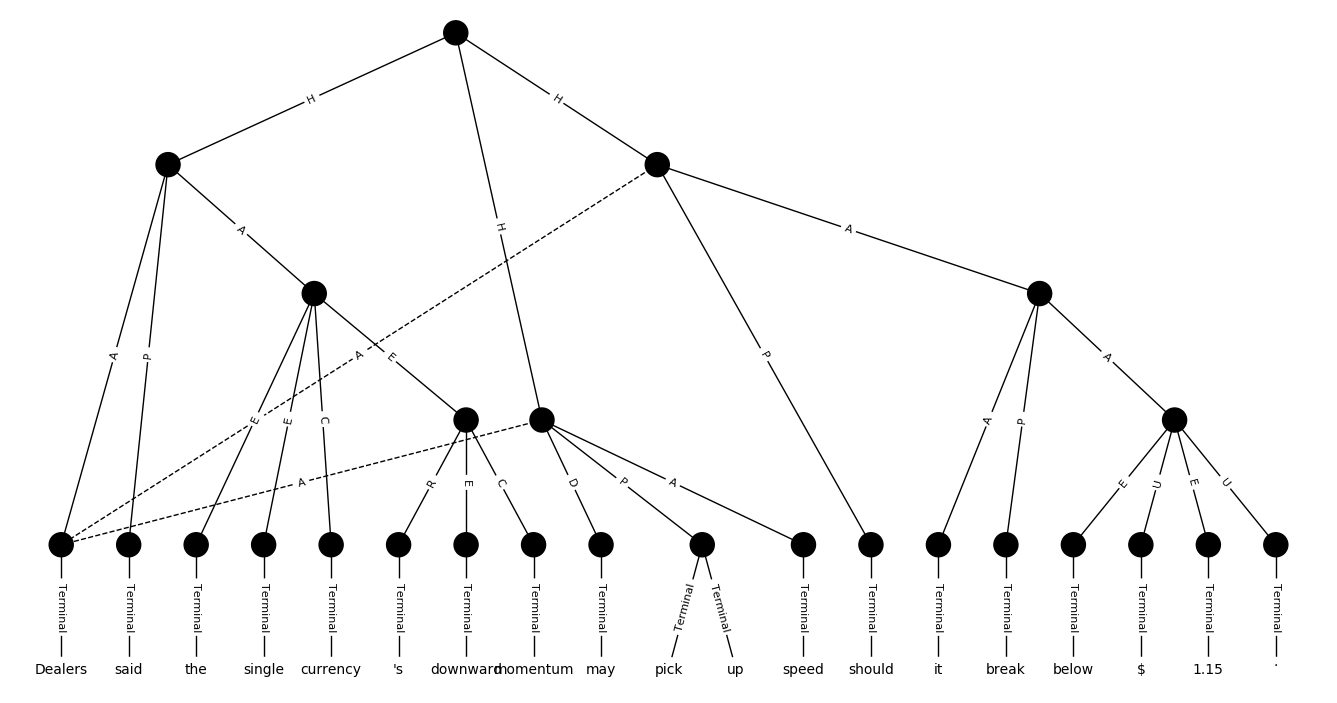 H H
H
A A
A P A E A P A
E E C A P
A R E C D P A E U E U
Terminal Terminal Terminal Terminal Terminal Terminal Terminal Terminal Terminal Terminal Terminal Terminal Terminal Terminal Terminal Terminal Terminal Terminal Terminal
Dealers said the single currency 's downward momentum may pick up speed should it break below $ 1.15 .